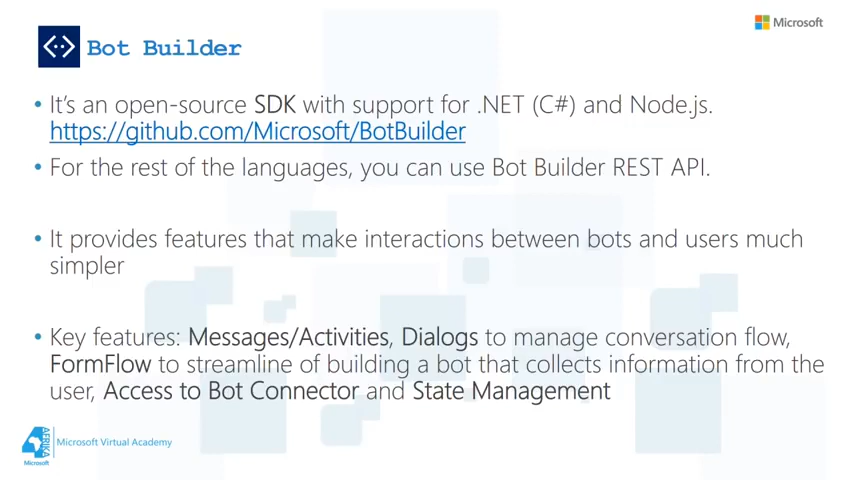 Microsoft
Bot Builder
• It's an open-source SDK with support for .NET (C#) and Node.js.
https://github.com/Microsoft/BotBuilder
• For the rest of the languages, you can use Bot Builder REST API.
• It provides features that make interactions between bots and users much
simpler
• Key features: Messages/Activities, Dialogs to manage conversation flow,
FormFlow to streamline of building a bot that collects information from the
user, Access to Bot Connector and State Management
4AFRIKA
Microsoft
Microsoft Virtual Academy